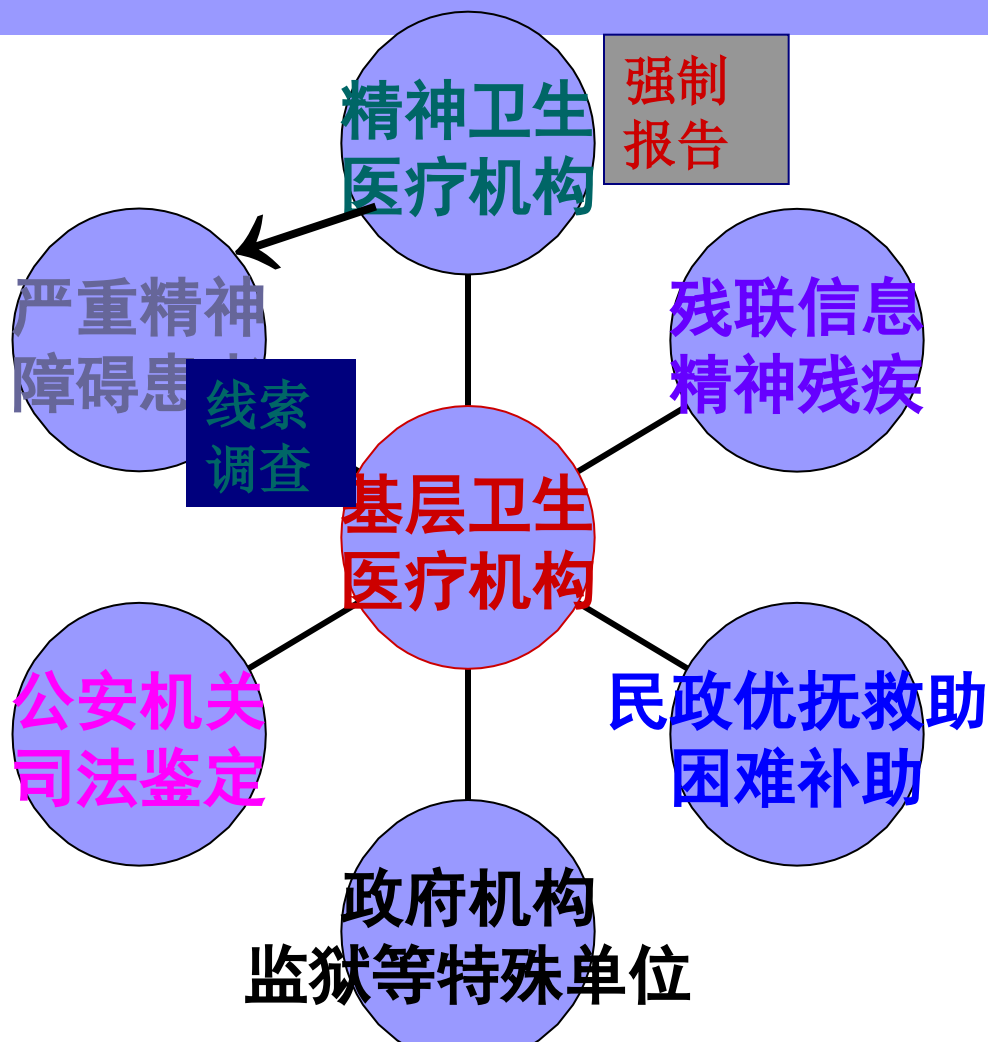 精神卫生
医疗机构
强制
报告
严重精神
障碍患
线索
调查
残联信息
精神残疾
基层卫生
医疗机构
公安机关
司法鉴定
民政优抚救助
困难补助
政府机构
监狱等特殊单位